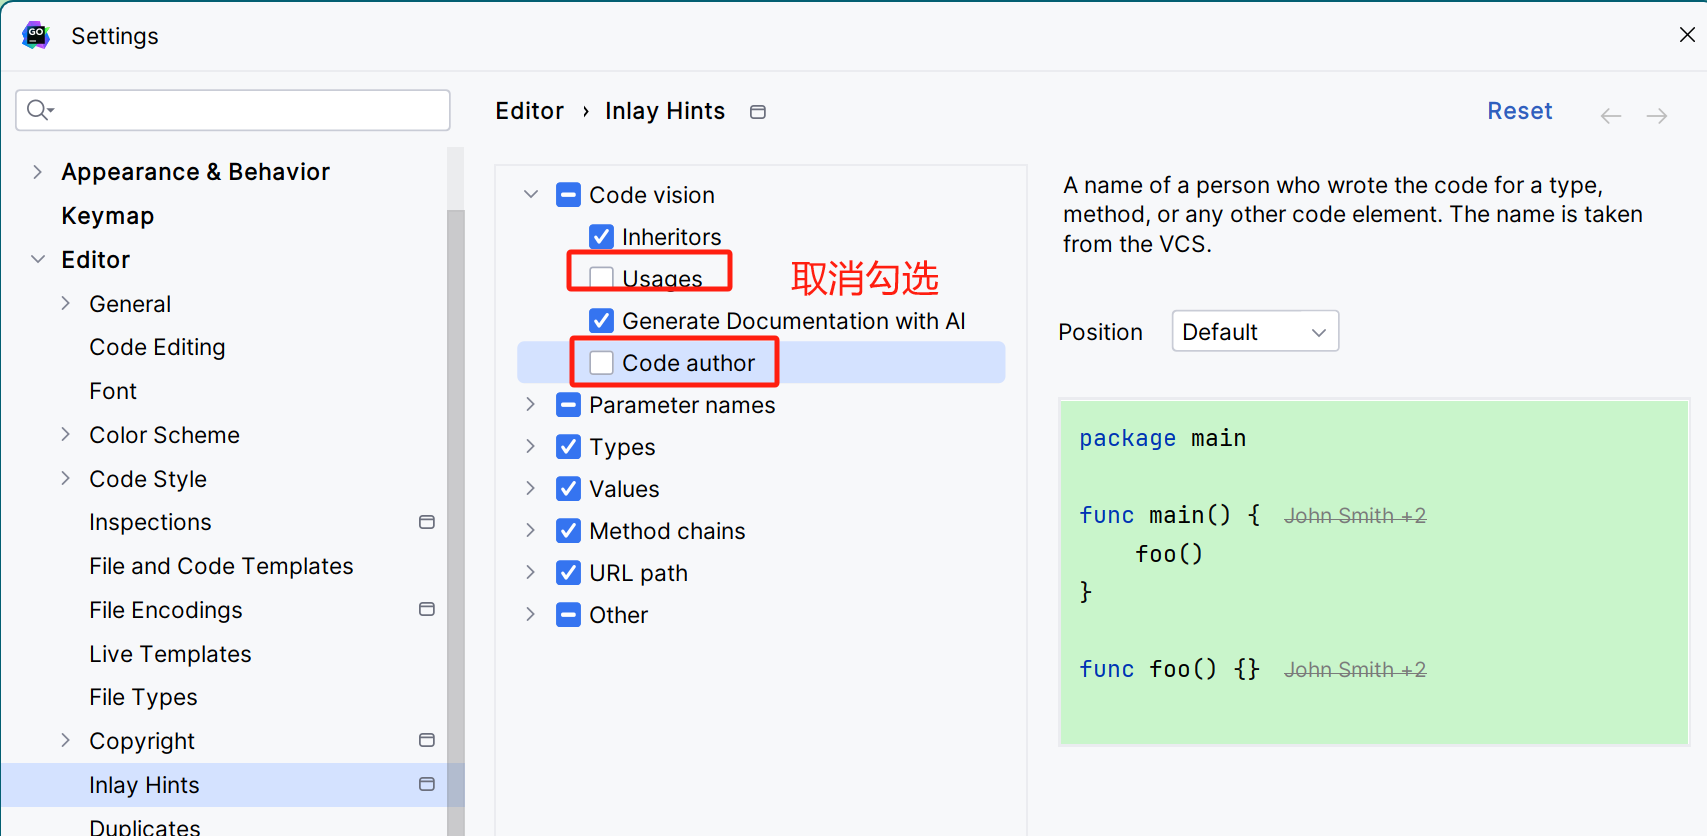 GO
Settings
Editor › Inlay Hints
Reset
Appearance & Behavior
Keymap
Editor
General
Code Editing
Font
Color Scheme
Code Style
Inspections
File and Code Templates
File Encodings
Live Templates
File Types
Copyright
Inlay Hints
Duplicates
Code vision
Inheritors
Usages
取消勾选
Generate Documentation with AI
Code author
Parameter names
Types
Values
Method chains
URL path
Other
A name of a person who wrote the code for a type,
method, or any other code element. The name is taken
from the VCS.
Position Default
package main
func main() { John Smith +2
foo()
}
func foo() {} John Smith +2